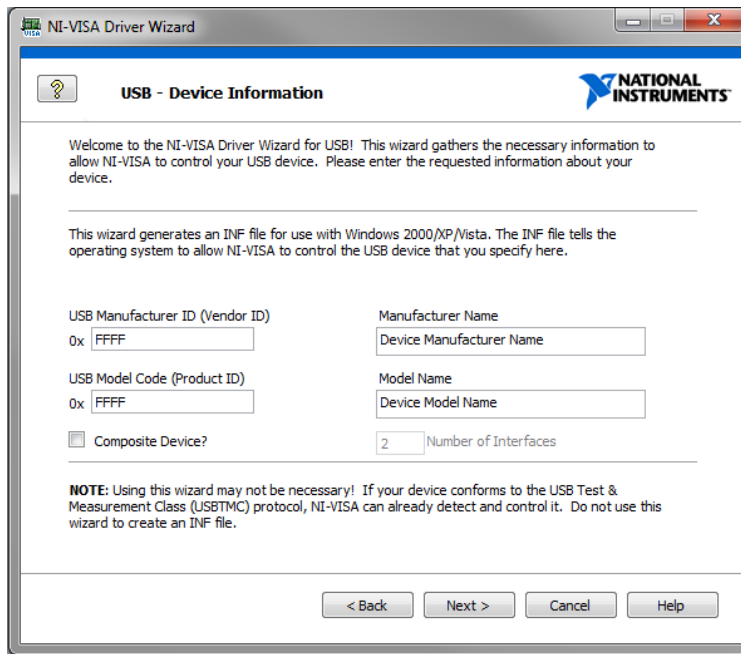 NI-VISA Driver Wizard
USB - Device Information
NATIONAL
INSTRUMENTS™
Welcome to the NI-VISA Driver Wizard for USB! This wizard gathers the necessary information to
allow NI-VISA to control your USB device. Please enter the requested information about your
device.
This wizard generates an INF file for use with Windows 2000/XP/Vista. The INF file tells the
operating system to allow NI-VISA to control the USB device that you specify here.
USB Manufacturer ID (Vendor ID)
Manufacturer Name
0x FFFF
Device Manufacturer Name
USB Model Code (Product ID)
Model Name
0x FFFF
Device Model Name
Composite Device?
2 Number of Interfaces
NOTE: Using this wizard may not be necessary! If your device conforms to the USB Test &
Measurement Class (USBTMC) protocol, NI-VISA can already detect and control it. Do not use this
wizard to create an INF file.
< Back
Next >
Cancel
Help